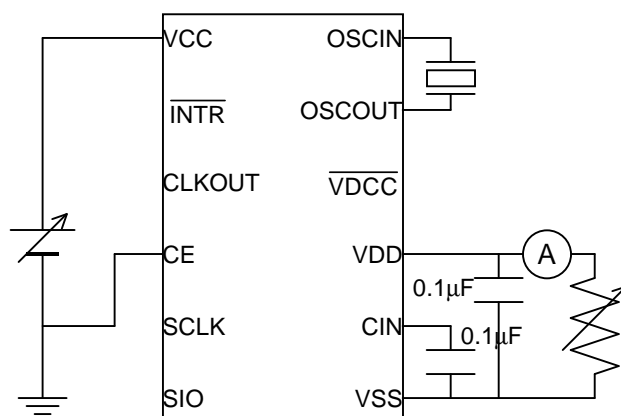 VCC
OSCIN
INTR
OSCOUT
CLKOUT
VDCC
CE
VDD
A
0.1μF
SCLK
CIN
0.1μF
SIO
VSS